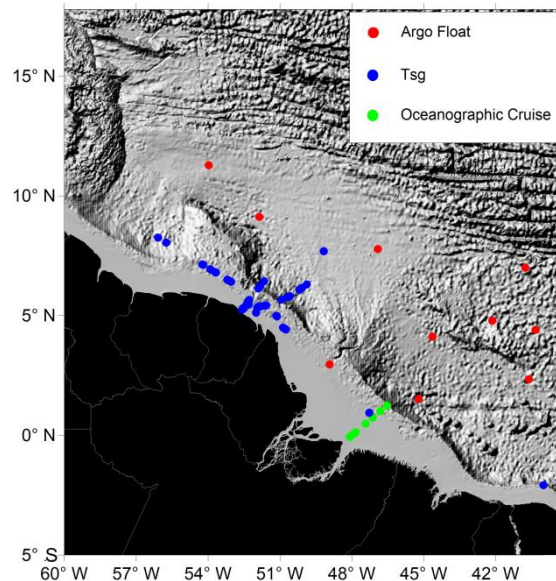 Argo Float
Tsg
Oceanographic Cruise
15° N
10° N
5° N
0° N
5° S
60° W 57° W 54° W 51° W 48° W 45° W 42° W